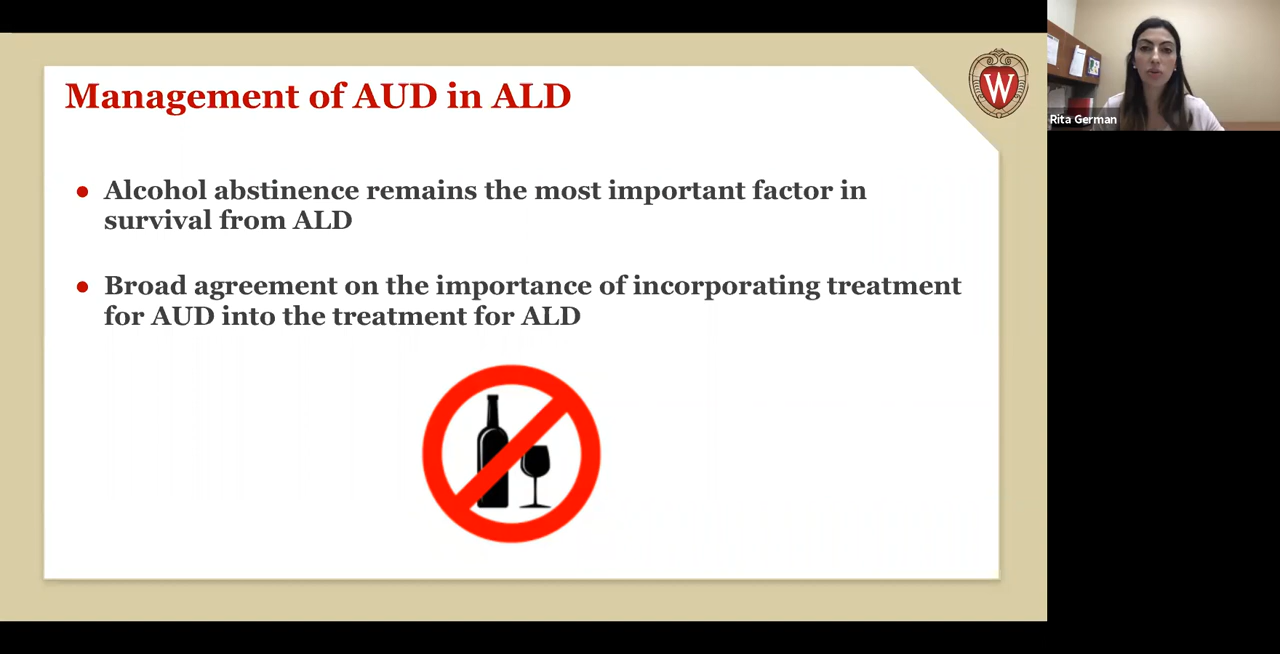 Management of AUD in ALD
W
Rita German
● Alcohol abstinence remains the most important factor in
survival from ALD
● Broad agreement on the importance of incorporating treatment
for AUD into the treatment for ALD